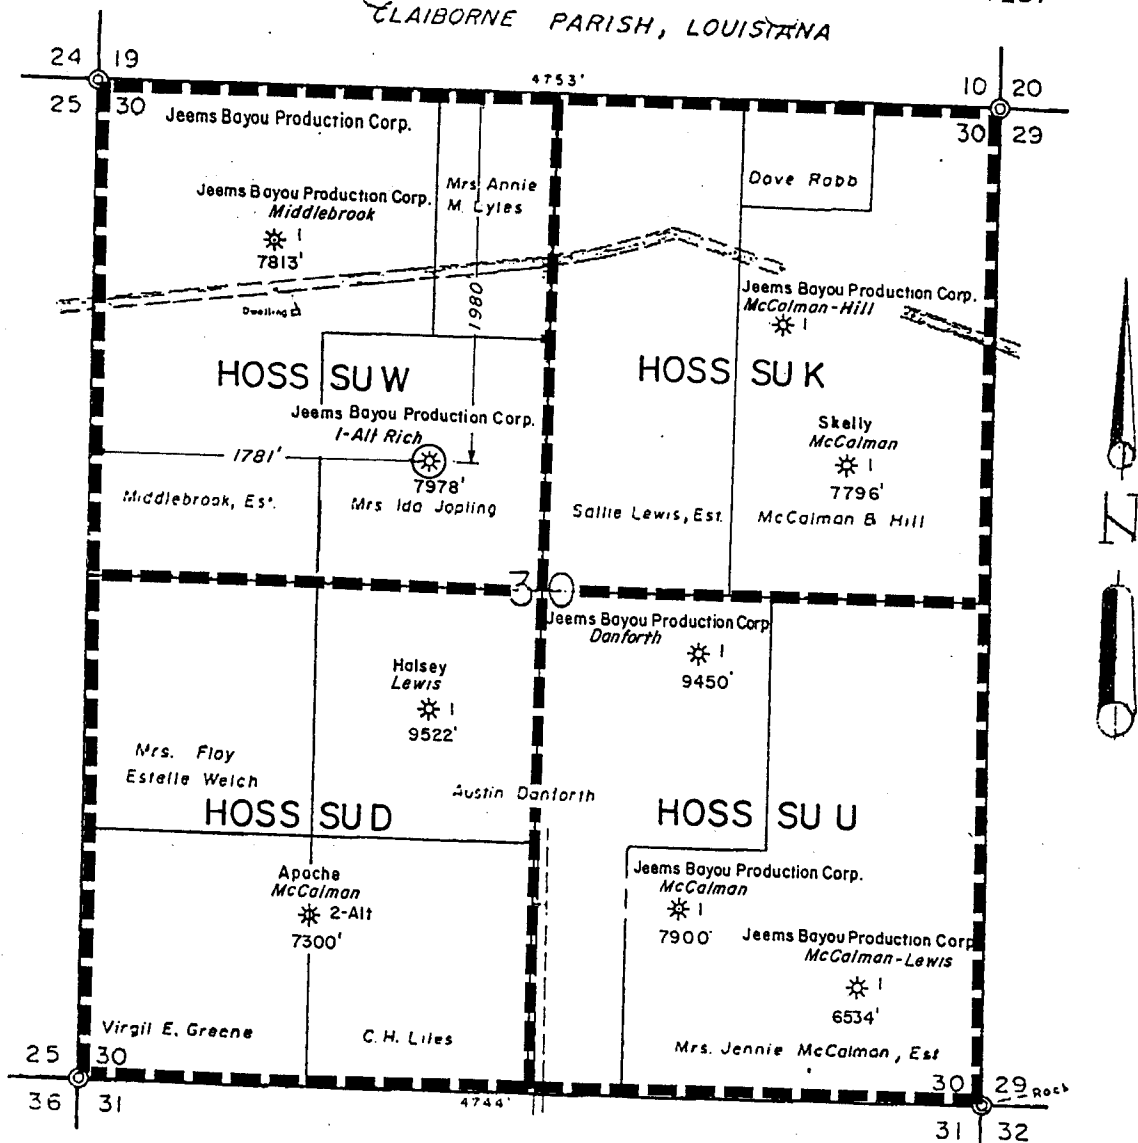 CLAIBORNE PARISH, LOUISIANA
24 19
4753'
10 20
25 30
30 29
Jeems Bayou Production Corp.
Mrs. Annie
M. Lyles
Dave Robb
Jeems Bayou Production Corp.
Middlebrook
1
7813'
Dwelling
1980
Jeems Bayou Production Corp.
McCalman-Hill
1
HOSS SU W
HOSS SU K
Jeems Bayou Production Corp.
1-Alt Rich
1781'
7978'
Skelly
McCalman
1
7796'
Middlebrook, Est.
Mrs Ida Jopling
Sallie Lewis, Est.
McCalman & Hill
N
30
Jeems Bayou Production Corp
Danforth
1
9450'
Halsey
Lewis
1
9522'
Mrs. Floy
Estelle Welch
Austin Danforth
HOSS SU D
HOSS SU U
Apache
McCalman
2-Alt
7300'
Jeems Bayou Production Corp.
McCalman
1
7900'
Jeems Bayou Production Corp
McCalman-Lewis
1
6534'
Virgil E. Greene
C. H. Liles
Mrs. Jennie McCalman, Est
25 30
30 29
Rock
36 31
4744'
31 32